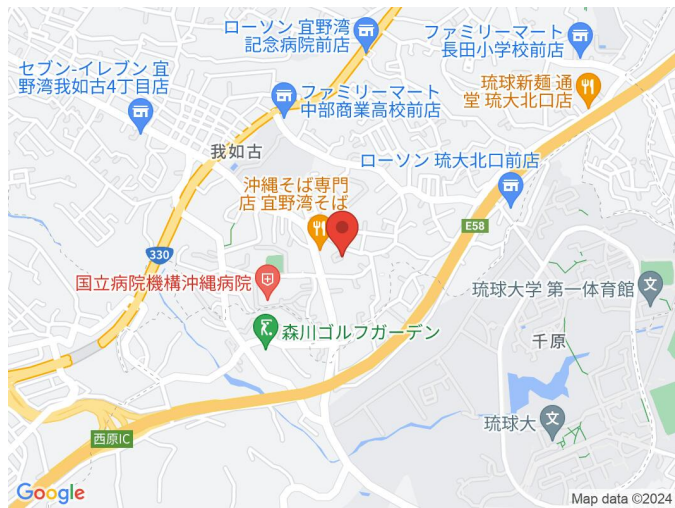 ローソン 宜野湾
記念病院前店
ファミリーマート
長田小学校前店
セブン-イレブン 宜
野湾我如古4丁目店
ファミリーマート
中部商業高校前店
琉球新麺 通
堂 琉大北口店
我如古
ローソン 琉大北口前店
沖縄そば専門
店 宜野湾そば
E58
330
国立病院機構沖縄病院
琉球大学 第一体育館
森川ゴルフガーデン
千原
琉球大
西原IC
Google
Map data ©2024